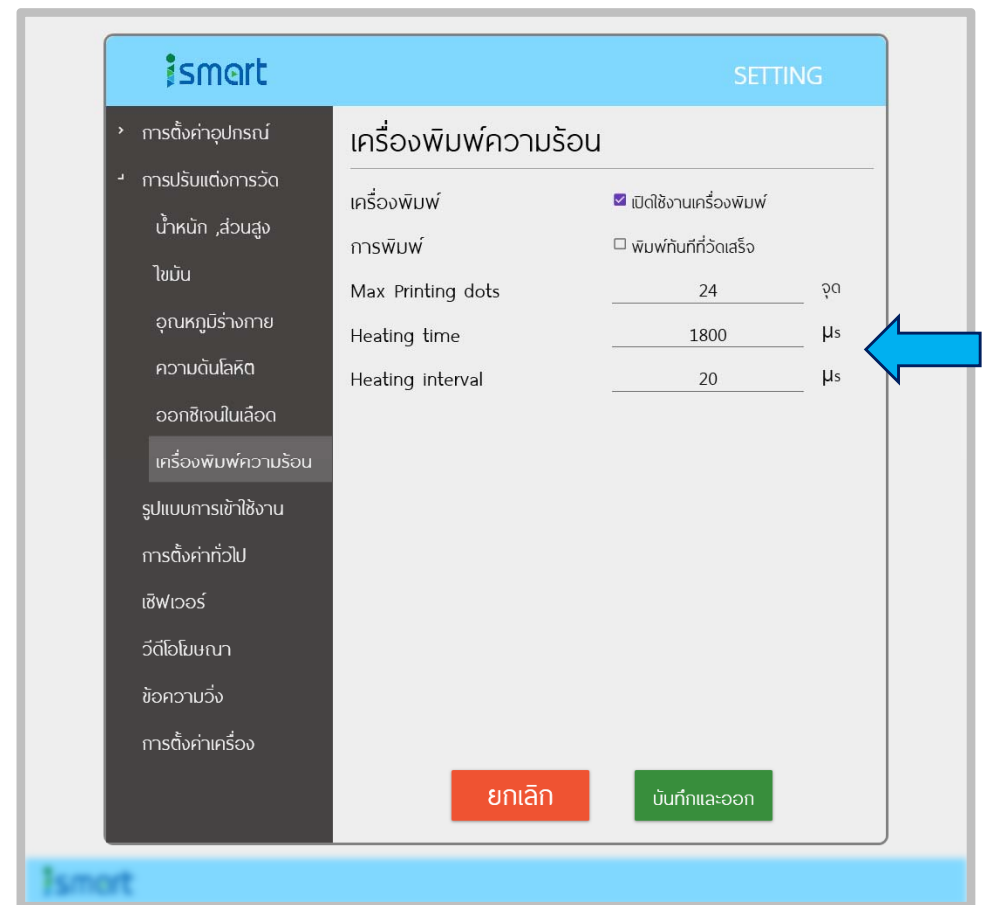 ismart
SETTING
การตั้งค่าอุปกรณ์
การปรับแต่งการวัด
น้ำหนัก ,ส่วนสูง
ไขมัน
อุณหภูมิร่างกาย
ความดันโลหิต
ออกซิเจนในเลือด
เครื่องพิมพ์ความร้อน
รูปแบบการเข้าใช้งาน
การตั้งค่าทั่วไป
เซิฟเวอร์
วีดีโอโฆษณา
ข้อความวิ่ง
การตั้งค่าเครื่อง
เครื่องพิมพ์ความร้อน
เครื่องพิมพ์ เปิดใช้งานเครื่องพิมพ์
การพิมพ์ พิมพ์ทันทีที่วัดเสร็จ
Max Printing dots 24 จุด
Heating time 1800 µs
Heating interval 20 µs
ยกเลิก บันทึกและออก
ismart